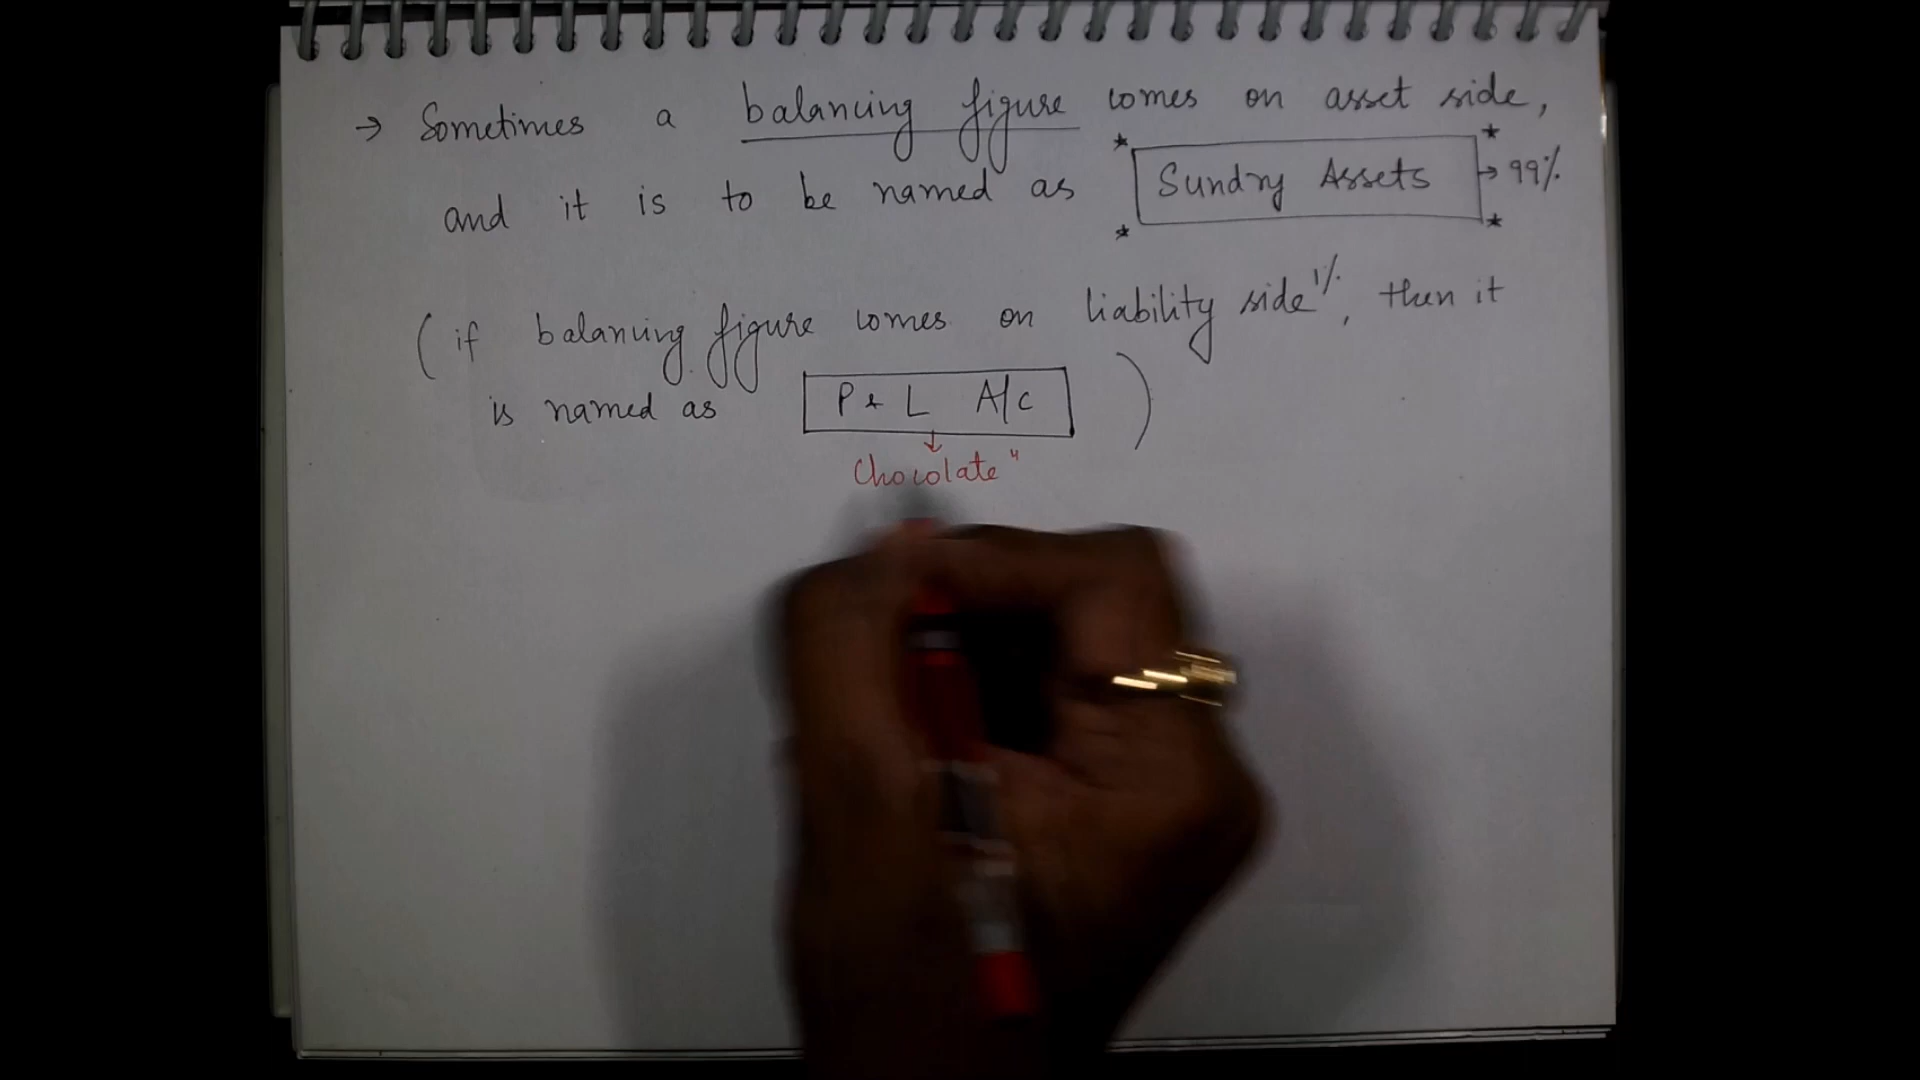 → Sometimes a balancing figure comes on asset side,
and it is to be named as Sundry Assets → 99%
(if balancing figure comes on liability side 1%, then it
is named as P & L A/c )
↓
Chocolate"